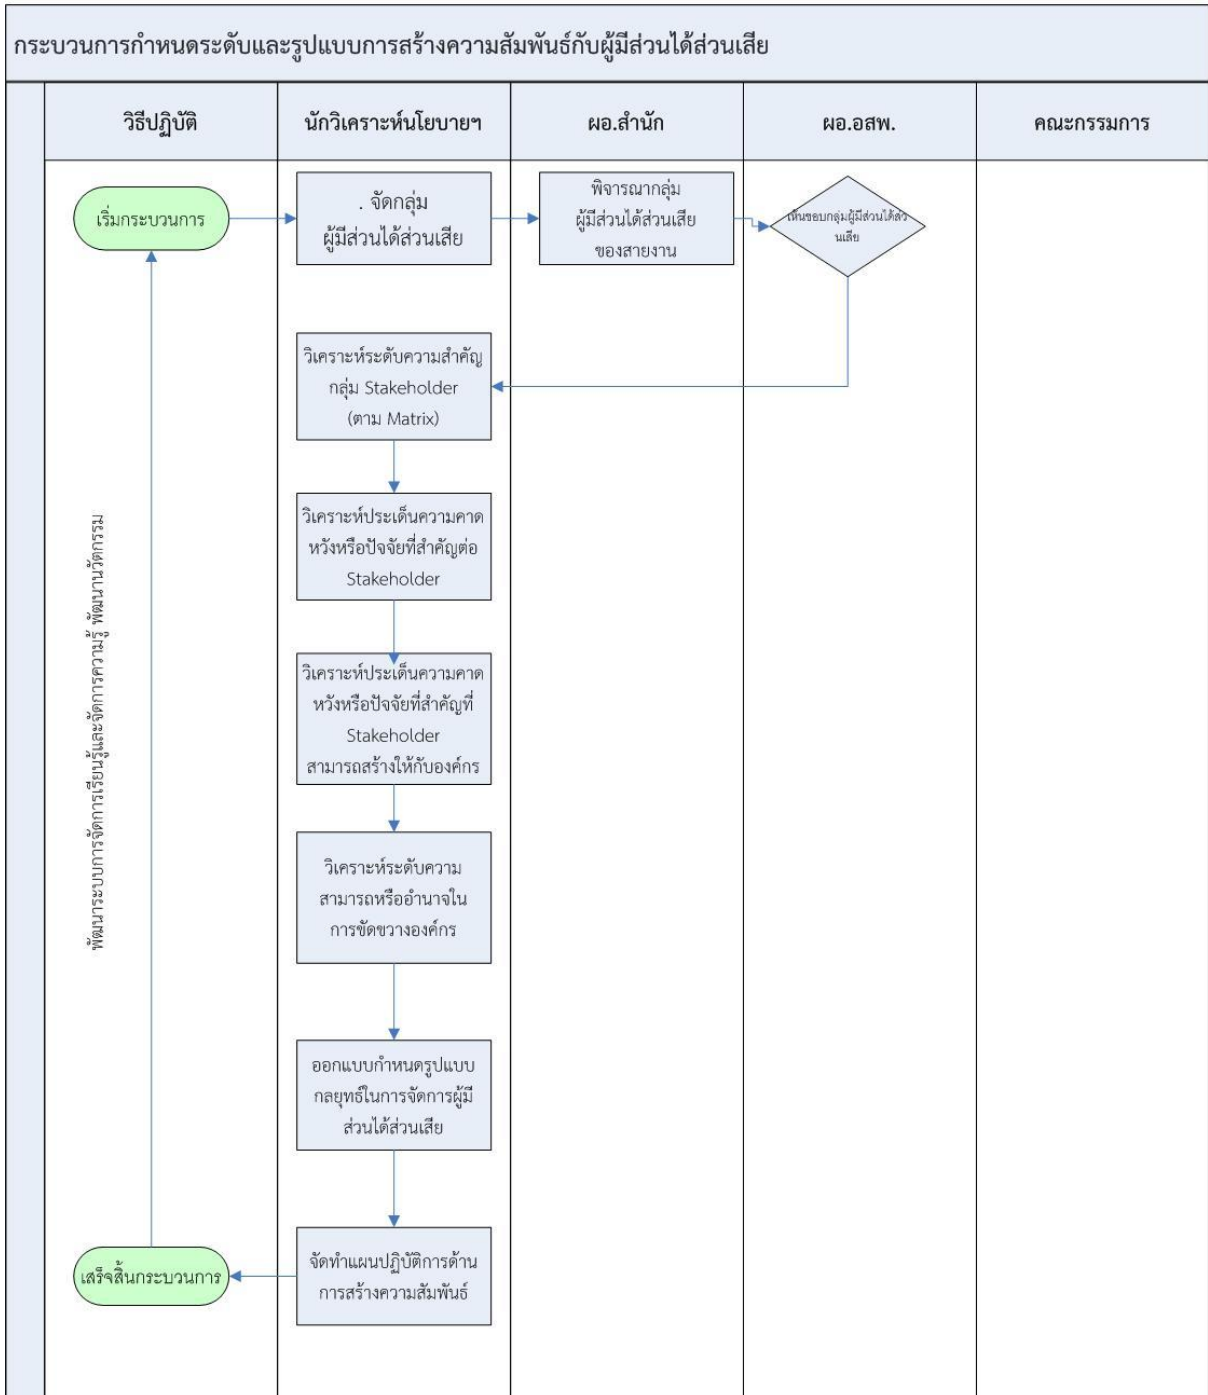 กระบวนการกำหนดระดับและรูปแบบการสร้างความสัมพันธ์กับผู้มีส่วนได้ส่วนเสีย
วิธีปฏิบัติ
นักวิเคราะห์นโยบายฯ
ผอ.สำนัก
ผอ.อสพ.
คณะกรรมการ
เริ่มกระบวนการ
. จัดกลุ่ม
ผู้มีส่วนได้ส่วนเสีย
พิจารณากลุ่ม
ผู้มีส่วนได้ส่วนเสีย
ของสายงาน
เห็นชอบกลุ่มผู้มีส่วนได้ส่ว
นเสีย
วิเคราะห์ระดับความสำคัญ
กลุ่ม Stakeholder
(ตาม Matrix)
วิเคราะห์ประเด็นความคาด
หวังหรือปัจจัยที่สำคัญต่อ
Stakeholder
วิเคราะห์ประเด็นความคาด
หวังหรือปัจจัยที่สำคัญที่
Stakeholder
สามารถสร้างให้กับองค์กร
วิเคราะห์ระดับความ
สามารถหรืออำนาจใน
การขัดขวางองค์กร
ออกแบบกำหนดรูปแบบ
กลยุทธ์ในการจัดการผู้มี
ส่วนได้ส่วนเสีย
จัดทำแผนปฏิบัติการด้าน
การสร้างความสัมพันธ์
เสร็จสิ้นกระบวนการ
พัฒนาระบบการจัดการเรียนรู้และจัดการความรู้ พัฒนานวัตกรรม